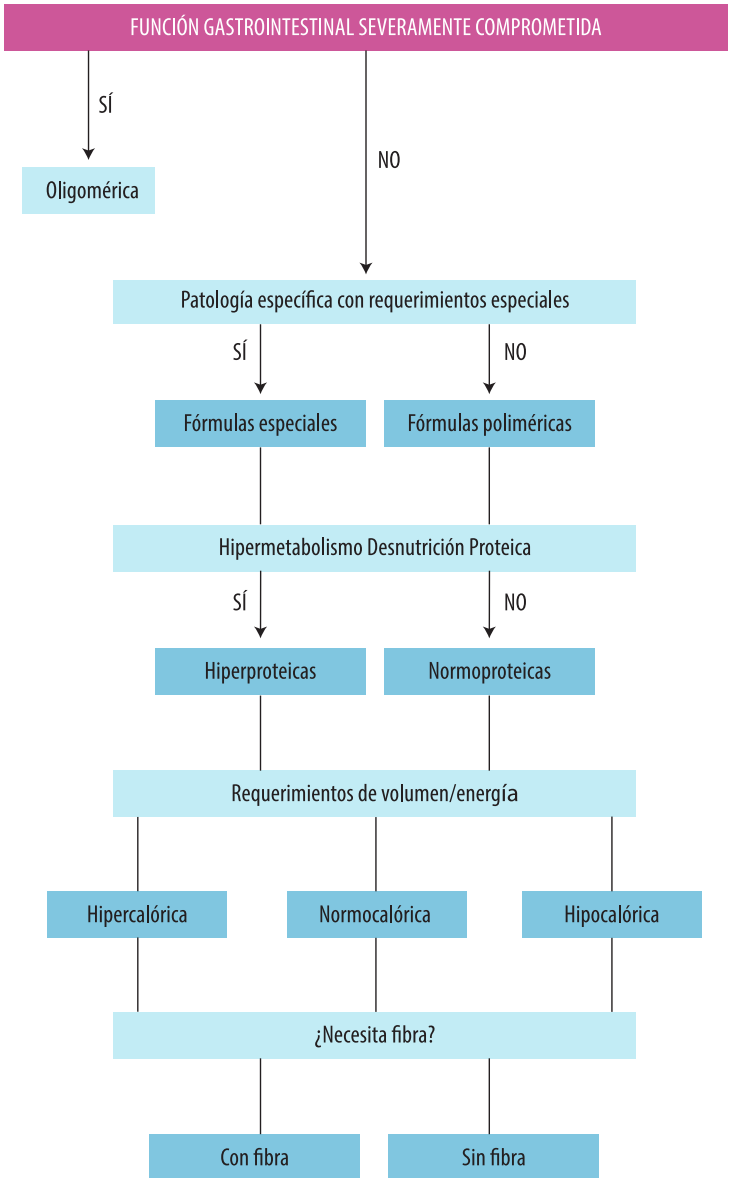 FUNCIÓN GASTROINTESTINAL SEVERAMENTE COMPROMETIDA
SÍ
NO
Oligomérica
Patología específica con requerimientos especiales
SÍ
NO
Fórmulas especiales
Fórmulas poliméricas
Hipermetabolismo Desnutrición Proteica
SÍ
NO
Hiperproteicas
Normoproteicas
Requerimientos de volumen/energía
Hipercalórica
Normocalórica
Hipocalórica
¿Necesita fibra?
Con fibra
Sin fibra